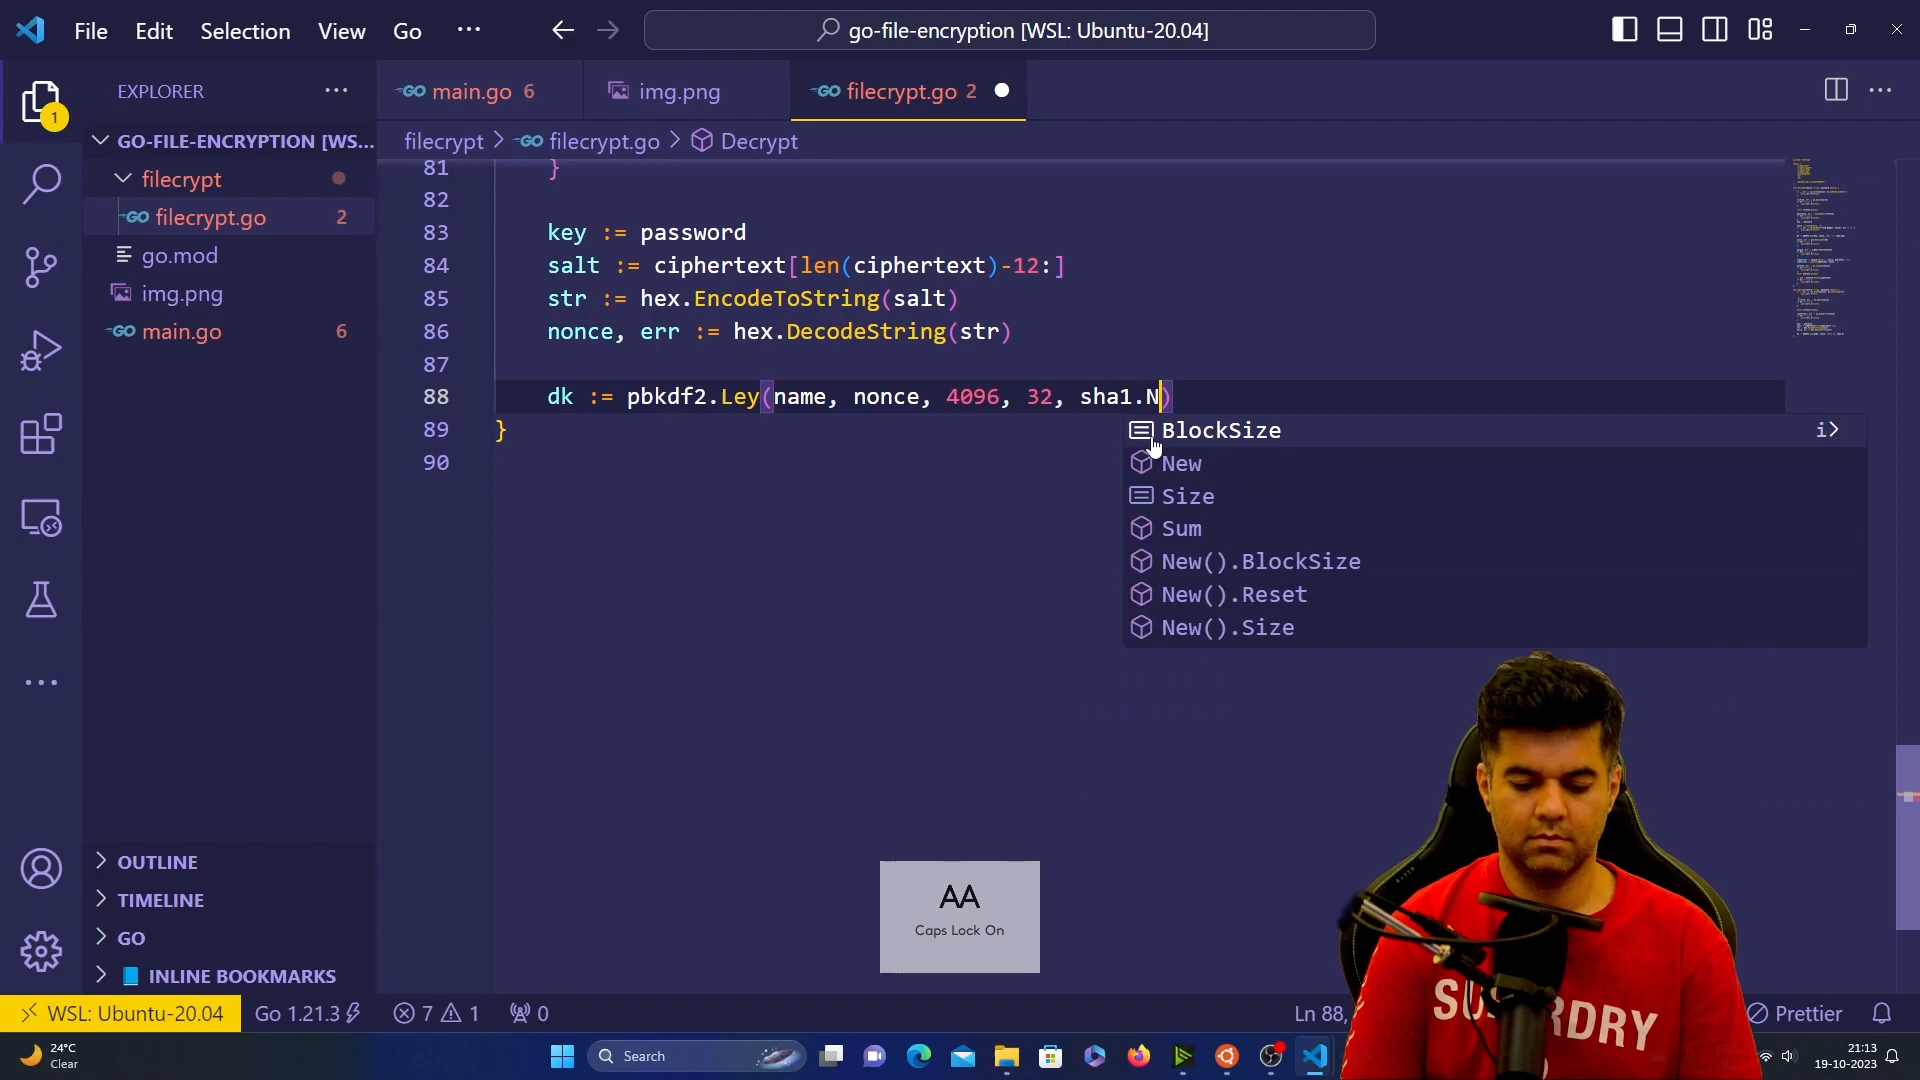 File Edit Selection View Go ···
go-file-encryption [WSL: Ubuntu-20.04]
1
EXPLORER
GO-FILE-ENCRYPTION [WS...
filecrypt
filecrypt.go 2
go.mod
img.png
main.go 6
OUTLINE
TIMELINE
GO
INLINE BOOKMARKS
main.go 6
img.png
filecrypt.go 2
filecrypt > filecrypt.go > Decrypt
81 }
82
83 key := password
84 salt := ciphertext[len(ciphertext)-12:]
85 str := hex.EncodeToString(salt)
86 nonce, err := hex.DecodeString(str)
87
88 dk := pbkdf2.Ley(name, nonce, 4096, 32, sha1.N)
89 }
90
BlockSize
New
Size
Sum
New().BlockSize
New().Reset
New().Size
AA
Caps Lock On
SU RDRY
WSL: Ubuntu-20.04 Go 1.21.3 7 1 0 Ln 88, Prettier
24°C
Clear
Search
21:13
19-10-2023